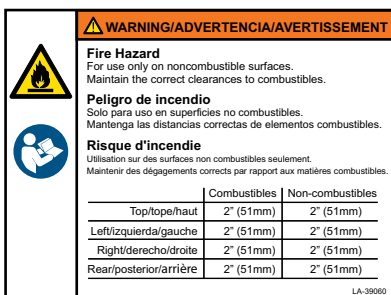 WARNING/ADVERTENCIA/AVERTISSEMENT
Fire Hazard
For use only on noncombustible surfaces.
Maintain the correct clearances to combustibles.
Peligro de incendio
Solo para uso en superficies no combustibles.
Mantenga las distancias correctas de elementos combustibles.
Risque d'incendie
Utilisation sur des surfaces non combustibles seulement.
Maintenir des dégagements corrects par rapport aux matières combustibles.
Combustibles Non-combustibles
Top/tope/haut 2" (51mm) 2" (51mm)
Left/izquierda/gauche 2" (51mm) 2" (51mm)
Right/derecho/droite 2" (51mm) 2" (51mm)
Rear/posterior/arrière 2" (51mm) 2" (51mm)
LA-39060